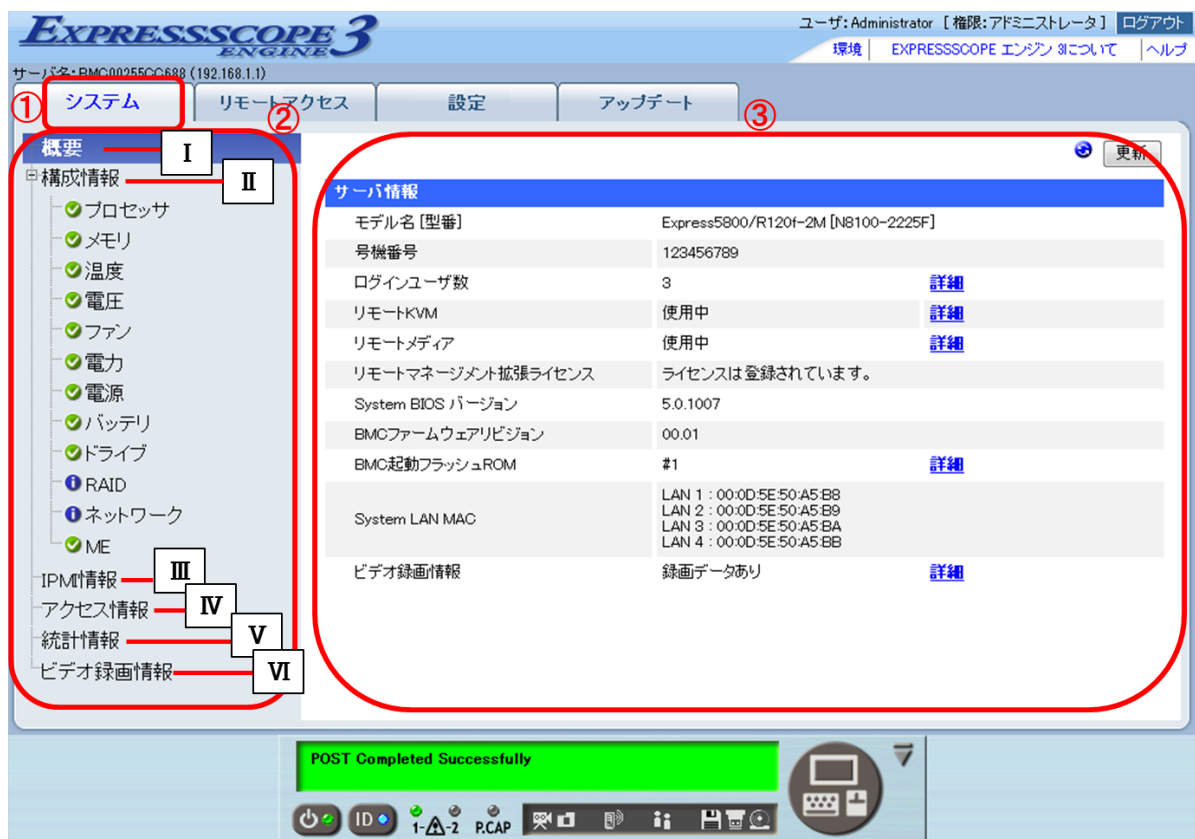 EXPRESSSCOPE 3
ENGINE
ユーザ: Administrator [ 権限:アドミニストレータ ] ログアウト
環境 EXPRESSSCOPE エンジン 3について ヘルプ
サーバ名: BMC00255CC688 (192.168.1.1)
① システム リモートアクセス 設定 アップデート
② ③
概要 Ⅰ
構成情報 Ⅱ
プロセッサ
メモリ
温度
電圧
ファン
電力
電源
バッテリ
ドライブ
RAID
ネットワーク
ME
IPMI情報 Ⅲ
アクセス情報 Ⅳ
統計情報 Ⅴ
ビデオ録画情報 Ⅵ
更新
サーバ情報
モデル名 [型番] Express5800/R120f-2M [N8100-2225F]
号機番号 123456789
ログインユーザ数 3 詳細
リモートKVM 使用中 詳細
リモートメディア 使用中 詳細
リモートマネージメント拡張ライセンス ライセンスは登録されています。
System BIOS バージョン 5.0.1007
BMCファームウェアリビジョン 00.01
BMC起動フラッシュROM #1 詳細
System LAN MAC
LAN 1 : 00:0D:5E:50:A5:B8
LAN 2 : 00:0D:5E:50:A5:B9
LAN 3 : 00:0D:5E:50:A5:BA
LAN 4 : 00:0D:5E:50:A5:BB
ビデオ録画情報 録画データあり 詳細
POST Completed Successfully
ID 1-2 P.CAP